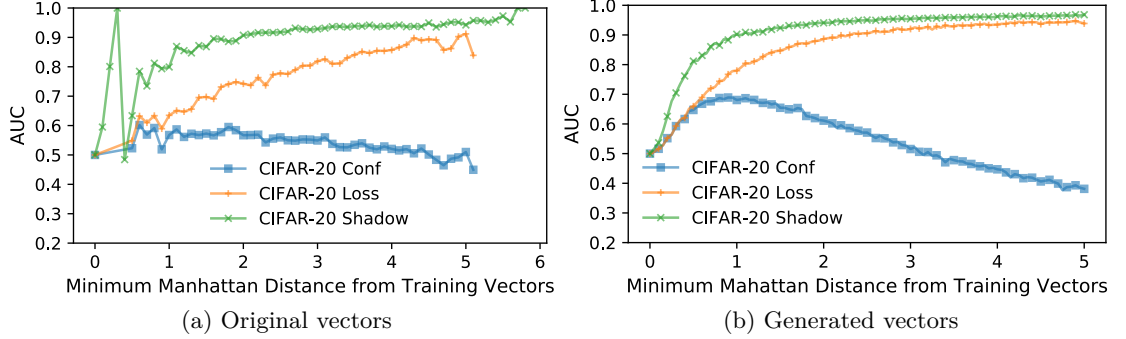 1.0
0.9
0.8
0.7
0.6
0.5
0.4
0.3
0.2
AUC
CIFAR-20 Conf
CIFAR-20 Loss
CIFAR-20 Shadow
0 1 2 3 4 5 6
Minimum Manhattan Distance from Training Vectors
(a) Original vectors
1.0
0.9
0.8
0.7
0.6
0.5
0.4
0.3
0.2
AUC
CIFAR-20 Conf
CIFAR-20 Loss
CIFAR-20 Shadow
0 1 2 3 4 5
Minimum Mahattan Distance from Training Vectors
(b) Generated vectors